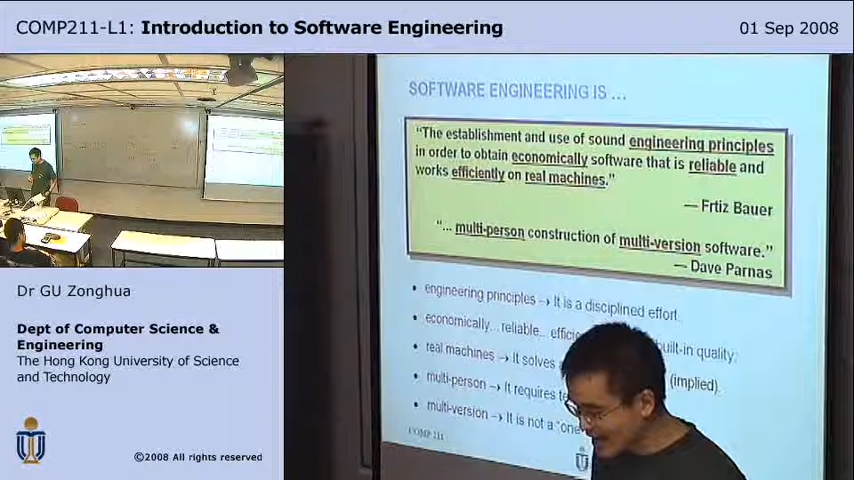 COMP211-L1: Introduction to Software Engineering
01 Sep 2008
Dr GU Zonghua
Dept of Computer Science &
Engineering
The Hong Kong University of Science
and Technology
©2008 All rights reserved
SOFTWARE ENGINEERING IS ...
"The establishment and use of sound engineering principles
in order to obtain economically software that is reliable and
works efficiently on real machines."
— Frtiz Bauer
"... multi-person construction of multi-version software."
— Dave Parnas
• engineering principles → It is a disciplined effort.
• economically... reliable... built-in quality.
• real machines → It solves (implied).
• multi-person → It requires
• multi-version → It is not a "one